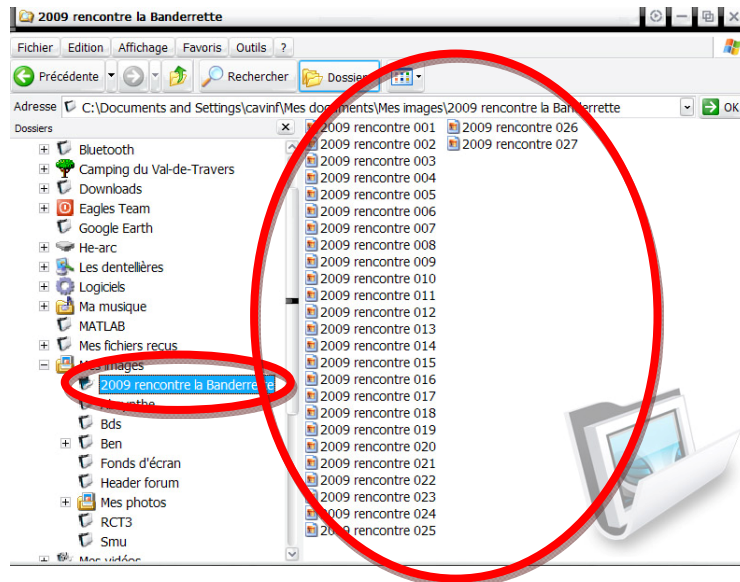 2009 rencontre la Banderrette
Fichier Edition Affichage Favoris Outils ?
Précédente Rechercher Dossiers
Adresse C:\Documents and Settings\cavinf\Mes documents\Mes images\2009 rencontre la Banderrette OK
Dossiers
Bluetooth
Camping du Val-de-Travers
Downloads
Eagles Team
Google Earth
He-arc
Les dentellières
Logiciels
Ma musique
MATLAB
Mes fichiers reçus
Mes images
2009 rencontre la Banderrette
Absynthe
Bds
Ben
Fonds d'écran
Header forum
Mes photos
RCT3
Smu
Mes vidéos
2009 rencontre 001
2009 rencontre 002
2009 rencontre 003
2009 rencontre 004
2009 rencontre 005
2009 rencontre 006
2009 rencontre 007
2009 rencontre 008
2009 rencontre 009
2009 rencontre 010
2009 rencontre 011
2009 rencontre 012
2009 rencontre 013
2009 rencontre 014
2009 rencontre 015
2009 rencontre 016
2009 rencontre 017
2009 rencontre 018
2009 rencontre 019
2009 rencontre 020
2009 rencontre 021
2009 rencontre 022
2009 rencontre 023
2009 rencontre 024
2009 rencontre 025
2009 rencontre 026
2009 rencontre 027